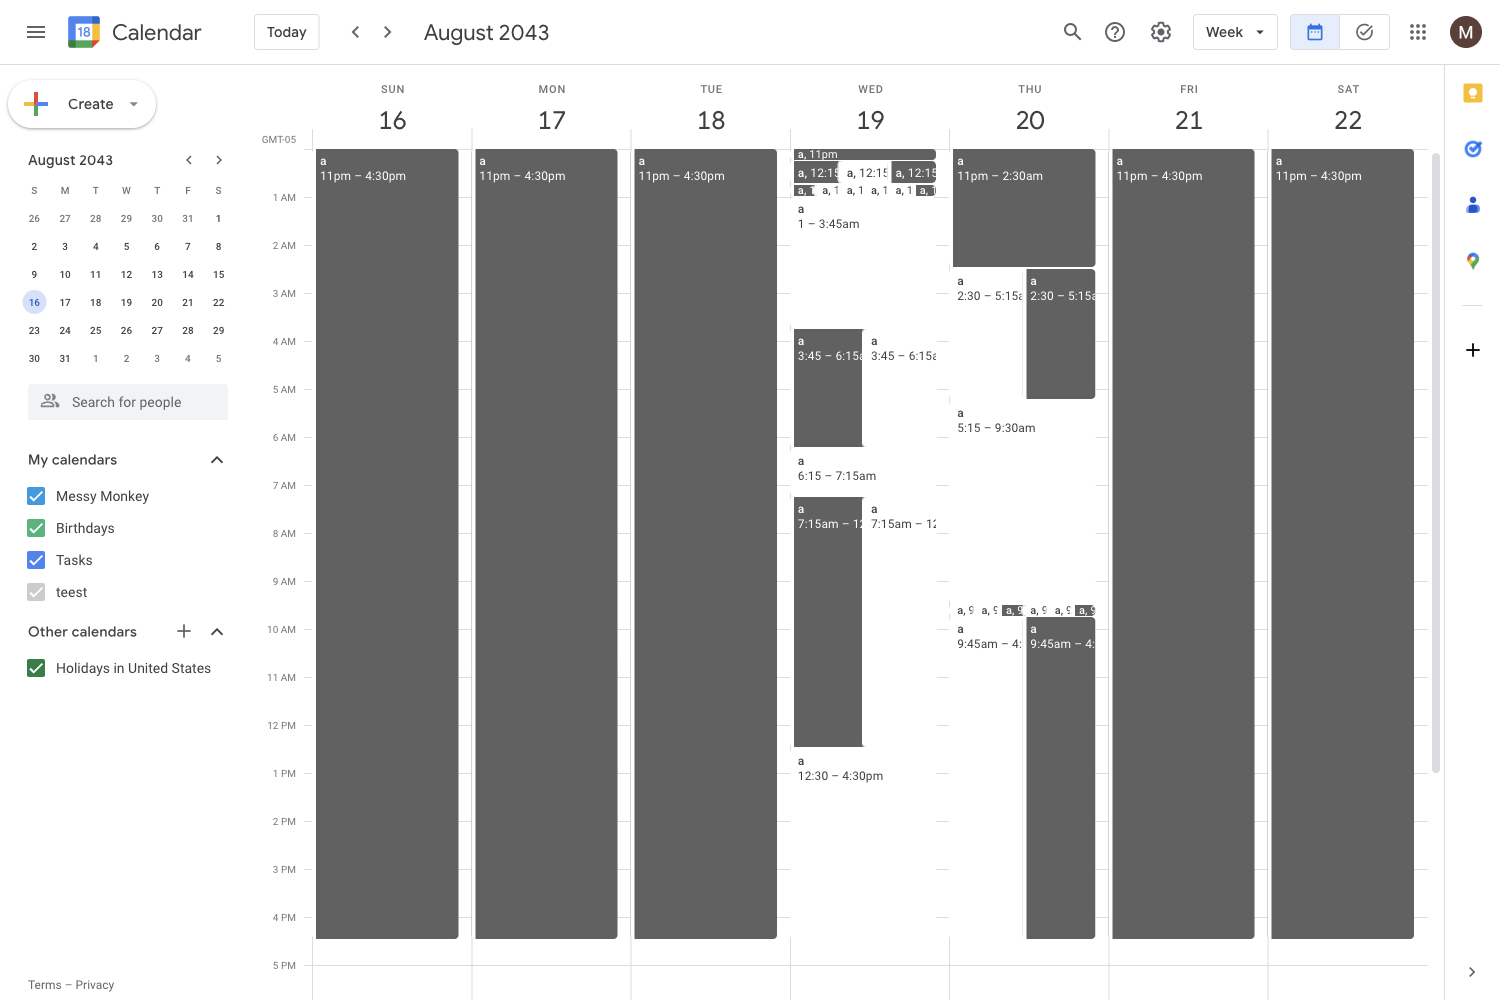 18 Calendar Today August 2043 Week M
Create
August 2043
S M T W T F S
26 27 28 29 30 31 1
2 3 4 5 6 7 8
9 10 11 12 13 14 15
16 17 18 19 20 21 22
23 24 25 26 27 28 29
30 31 1 2 3 4 5
Search for people
My calendars
Messy Monkey
Birthdays
Tasks
teest
Other calendars
Holidays in United States
Terms – Privacy
SUN MON TUE WED THU FRI SAT
16 17 18 19 20 21 22
GMT-05
1 AM
2 AM
3 AM
4 AM
5 AM
6 AM
7 AM
8 AM
9 AM
10 AM
11 AM
12 PM
1 PM
2 PM
3 PM
4 PM
5 PM
a
11pm – 4:30pm
a
11pm – 4:30pm
a
11pm – 4:30pm
a, 11pm
a, 12:15 a, 12:15 a, 12:15
a, 1 a, 1 a, 1 a, 1 a, 1 a, 1
a
1 – 3:45am
a
3:45 – 6:15a
a
3:45 – 6:15a
a
6:15 – 7:15am
a
7:15am – 12
a
7:15am – 12
a
12:30 – 4:30pm
a
11pm – 2:30am
a
2:30 – 5:15a
a
2:30 – 5:15a
a
5:15 – 9:30am
a, 9 a, 9 a, 9 a, 9 a, 9 a, 9
a
9:45am – 4:
a
9:45am – 4:
a
11pm – 4:30pm
a
11pm – 4:30pm